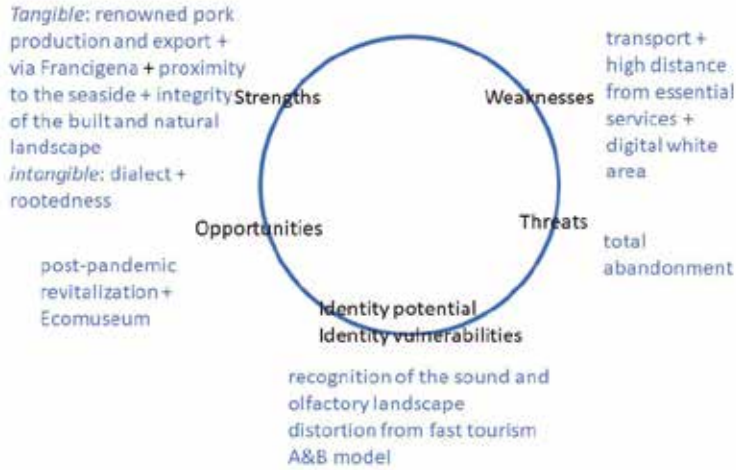 Tangible: renowned pork
production and export +
via Francigena + proximity
to the seaside + integrity
of the built and natural
landscape
intangible: dialect +
rootedness
Strengths
Weaknesses
transport +
high distance
from essential
services +
digital white
area
Opportunities
post-pandemic
revitalization +
Ecomuseum
Threats
total
abandonment
Identity potential
Identity vulnerabilities
recognition of the sound and
olfactory landscape
distortion from fast tourism
A&B model